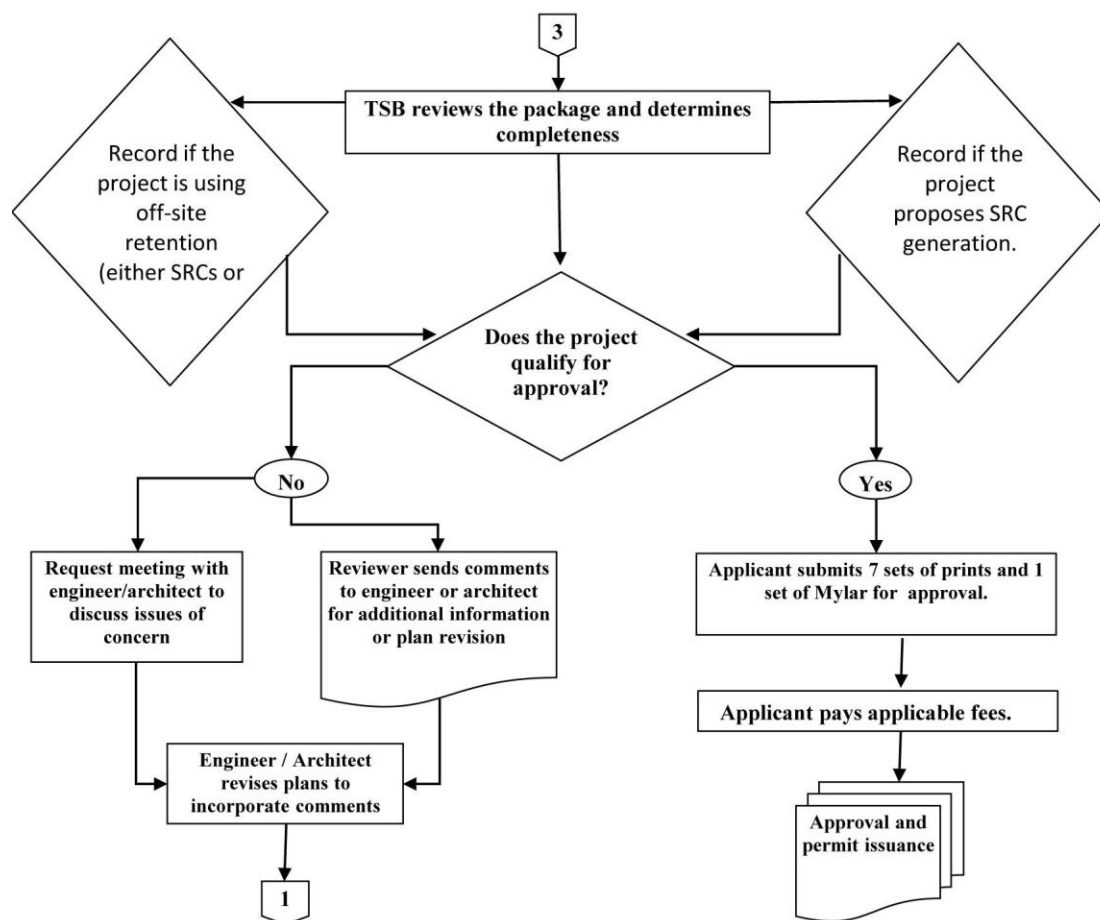 3
TSB reviews the package and determines
completeness
Record if the
project is using
off-site
retention
(either SRCs or
Record if the
project
proposes SRC
generation.
Does the project
qualify for
approval?
No
Yes
Request meeting with
engineer/architect to
discuss issues of
concern
Reviewer sends comments
to engineer or architect
for additional information
or plan revision
Applicant submits 7 sets of prints and 1
set of Mylar for approval.
Applicant pays applicable fees.
Engineer / Architect
revises plans to
incorporate comments
Approval and
permit issuance
1